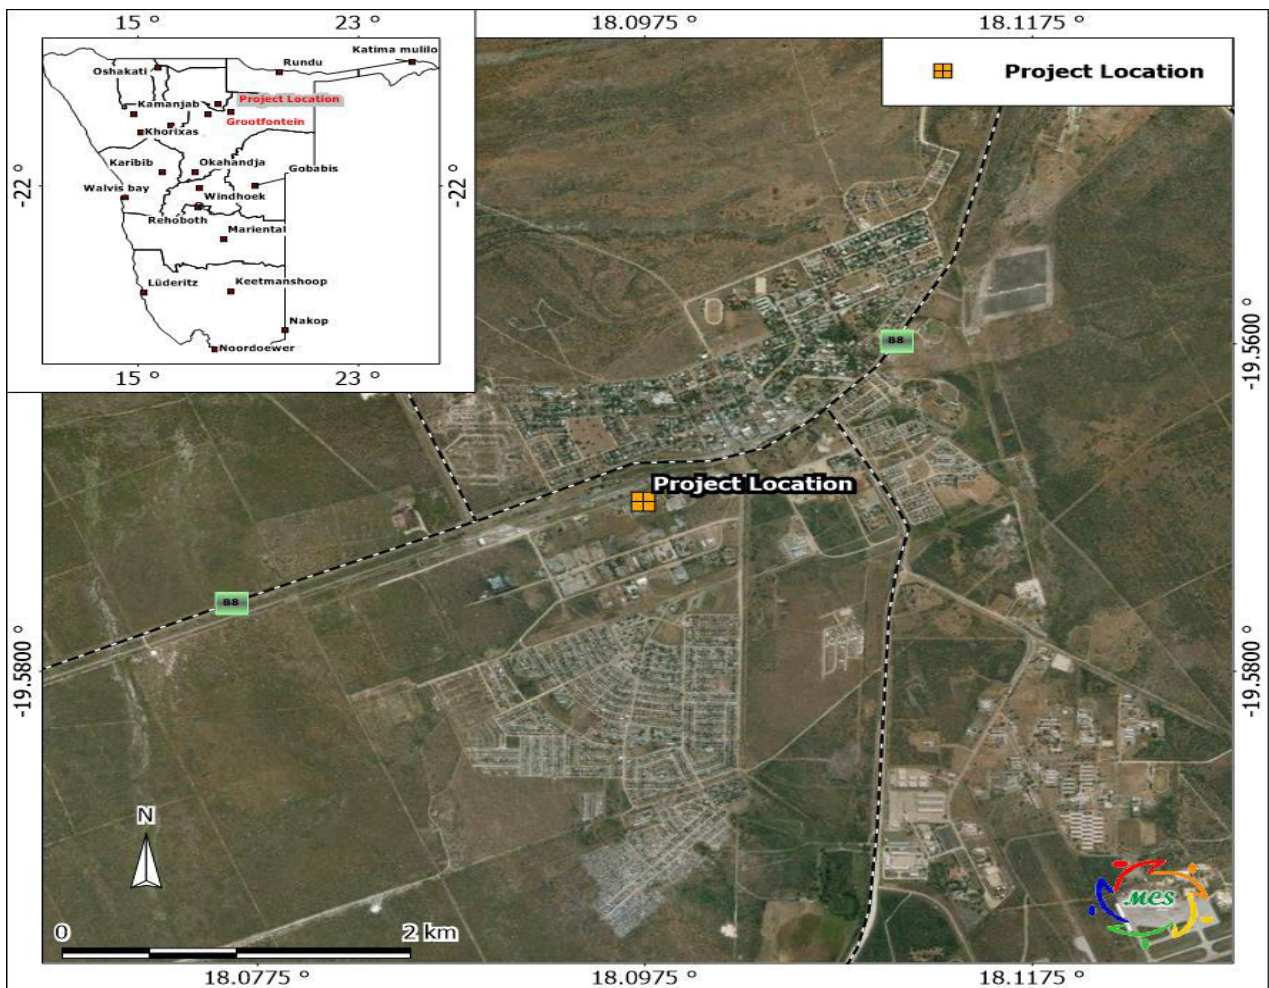 15 °
23 °
18.0975 °
18.1175 °
Katima mulilo
Rundu
Oshakati
Project Location
Kamanjab
Grootfontein
Khorixas
Karibib
Okahandja
Gobabis
-22 °
-22 °
Walvis bay
Windhoek
Rehoboth
Mariental
Lüderitz
Keetmanshoop
Nakop
Noordoewer
15 °
23 °
Project Location
B8
-19.5600 °
Project Location
B8
-19.5800 °
-19.5800 °
N
0
2 km
MES
18.0775 °
18.0975 °
18.1175 °